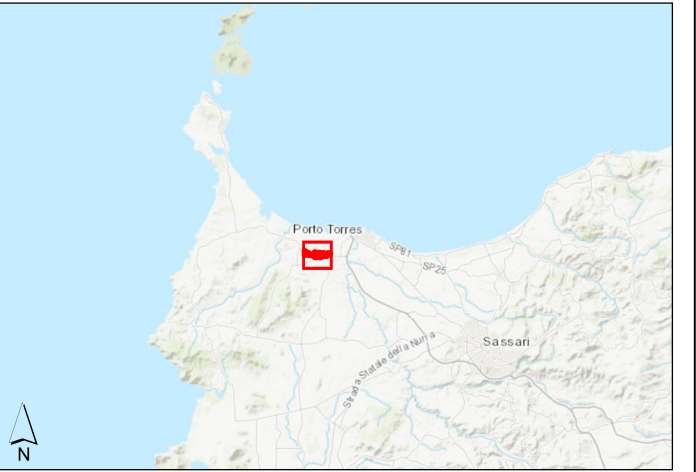 Porto Torres
SP81
SP25
Sassari
Strada Statale della Nurra
N